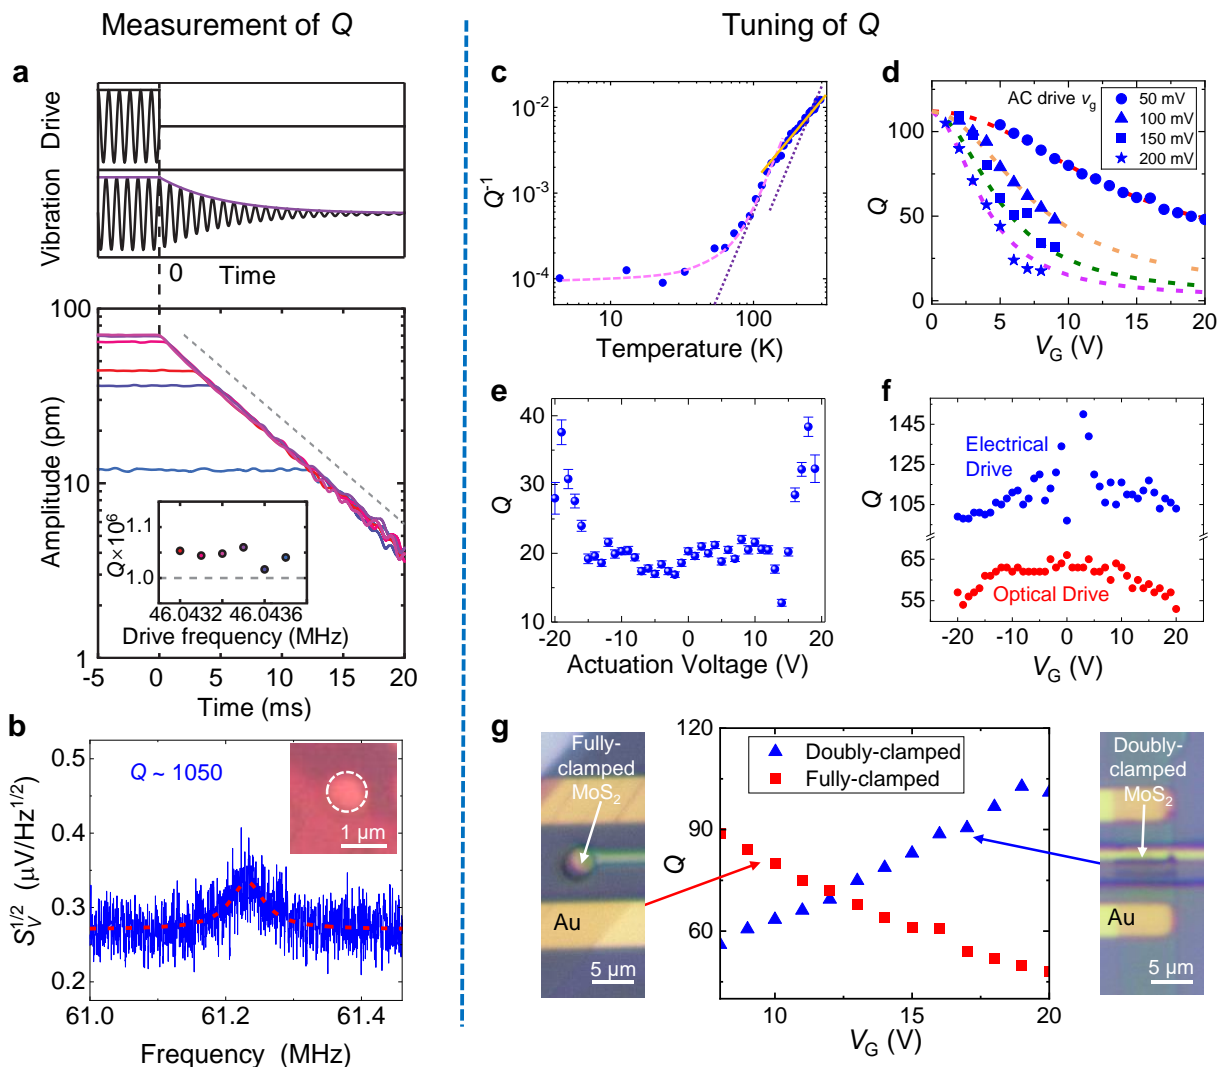 Measurement of Q
Tuning of Q
a
Drive
Vibration
0
Time
100
10
1
Amplitude (pm)
1.1
1.0
Q×10⁶
46.0432 46.0436
Drive frequency (MHz)
-5 0 5 10 15 20
Time (ms)
b
0.5
0.4
0.3
0.2
Q ~ 1050
1 µm
S_V^{1/2} (µV/Hz^{1/2})
61.0 61.2 61.4
Frequency (MHz)
c
10⁻²
10⁻³
10⁻⁴
Q⁻¹
10 100
Temperature (K)
d
AC drive v_g
50 mV
100 mV
150 mV
200 mV
100
50
0
Q
0 5 10 15 20
V_G (V)
e
Q
40
30
20
10
-20 -10 0 10 20
Actuation Voltage (V)
f
145
125
105
65
55
Q
Electrical
Drive
Optical Drive
-20 -10 0 10 20
V_G (V)
g
Fully-
clamped
MoS₂
Au
5 µm
120
90
60
Q
Doubly-clamped
Fully-clamped
10 15 20
V_G (V)
Doubly-
clamped
MoS₂
Au
5 µm